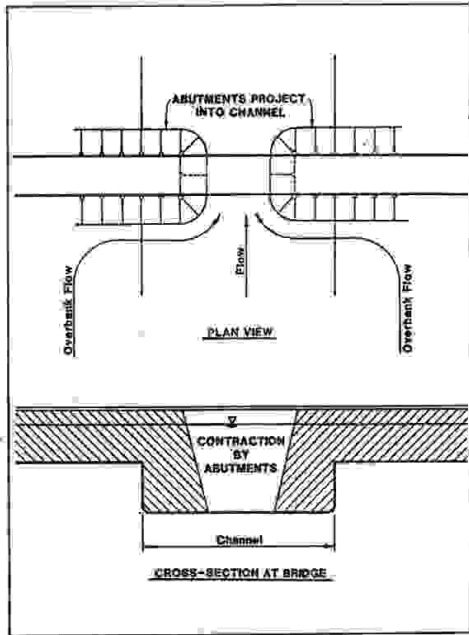 ABUTMENTS PROJECT
INTO CHANNEL
Overbank Flow
Flow
Overbank Flow
PLAN VIEW
CONTRACTION
BY
ABUTMENTS
Channel
CROSS-SECTION AT BRIDGE